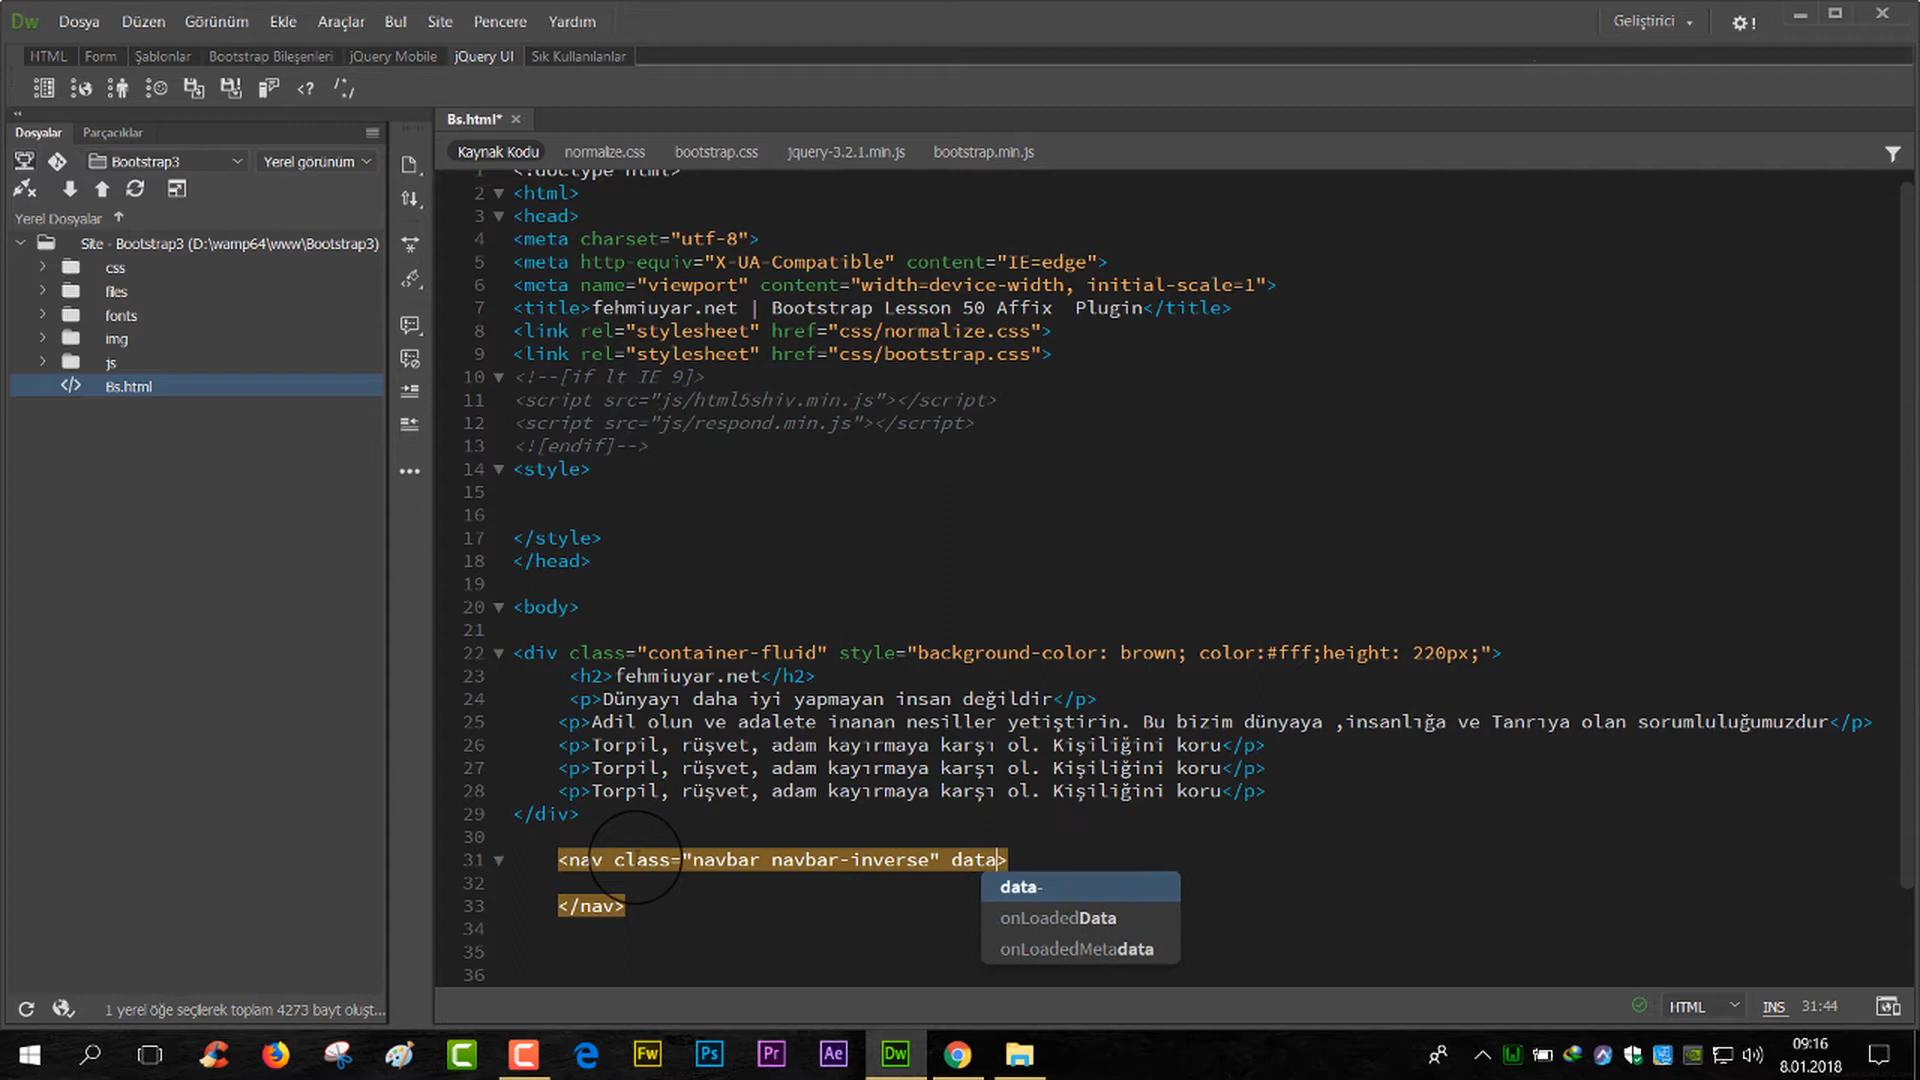 Dw Dosya Düzen Görünüm Ekle Araçlar Bul Site Pencere Yardım Geliştirici
HTML Form Şablonlar Bootstrap Bileşenleri jQuery Mobile jQuery UI Sık Kullanılanlar
Dosyalar Parçacıklar
Bootstrap3 Yerel görünüm
Yerel Dosyalar
Site - Bootstrap3 (D:\wamp64\www\Bootstrap3)
css
files
fonts
img
js
Bs.html
1 yerel öğe seçilerek toplam 4273 bayt oluşt...
Bs.html*
Kaynak Kodu normalize.css bootstrap.css jquery-3.2.1.min.js bootstrap.min.js
1 <!doctype html>
2 <html>
3 <head>
4 <meta charset="utf-8">
5 <meta http-equiv="X-UA-Compatible" content="IE=edge">
6 <meta name="viewport" content="width=device-width, initial-scale=1">
7 <title>fehmiuyar.net | Bootstrap Lesson 50 Affix  Plugin</title>
8 <link rel="stylesheet" href="css/normalize.css">
9 <link rel="stylesheet" href="css/bootstrap.css">
10 <!--[if lt IE 9]>
11 <script src="js/html5shiv.min.js"></script>
12 <script src="js/respond.min.js"></script>
13 <![endif]-->
14 <style>
15
16
17 </style>
18 </head>
19
20 <body>
21
22 <div class="container-fluid" style="background-color: brown; color:#fff;height: 220px;">
23 <h2>fehmiuyar.net</h2>
24 <p>Dünyayı daha iyi yapmayan insan değildir</p>
25 <p>Adil olun ve adalete inanan nesiller yetiştirin. Bu bizim dünyaya ,insanlığa ve Tanrıya olan sorumluluğumuzdur</p>
26 <p>Torpil, rüşvet, adam kayırmaya karşı ol. Kişiliğini koru</p>
27 <p>Torpil, rüşvet, adam kayırmaya karşı ol. Kişiliğini koru</p>
28 <p>Torpil, rüşvet, adam kayırmaya karşı ol. Kişiliğini koru</p>
29 </div>
30
31 <nav class="navbar navbar-inverse" data>
32
33 </nav>
34
35
36
data-
onLoadedData
onLoadedMetadata
HTML INS 31:44
Fw Ps Pr Ae Dw
09:16
8.01.2018